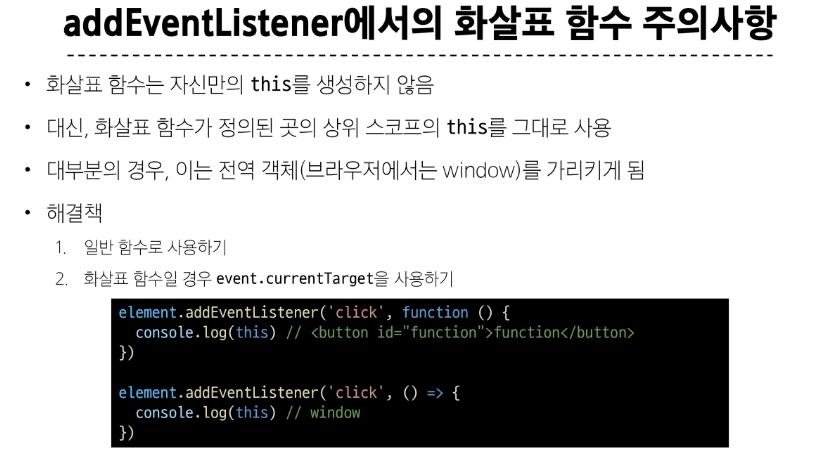 addEventListener에서의 화살표 함수 주의사항
• 화살표 함수는 자신만의 this를 생성하지 않음
• 대신, 화살표 함수가 정의된 곳의 상위 스코프의 this를 그대로 사용
• 대부분의 경우, 이는 전역 객체(브라우저에서는 window)를 가리키게 됨
• 해결책
1. 일반 함수로 사용하기
2. 화살표 함수일 경우 event.currentTarget을 사용하기
element.addEventListener('click', function () {
  console.log(this) // <button id="function">function</button>
})
element.addEventListener('click', () => {
  console.log(this) // window
})